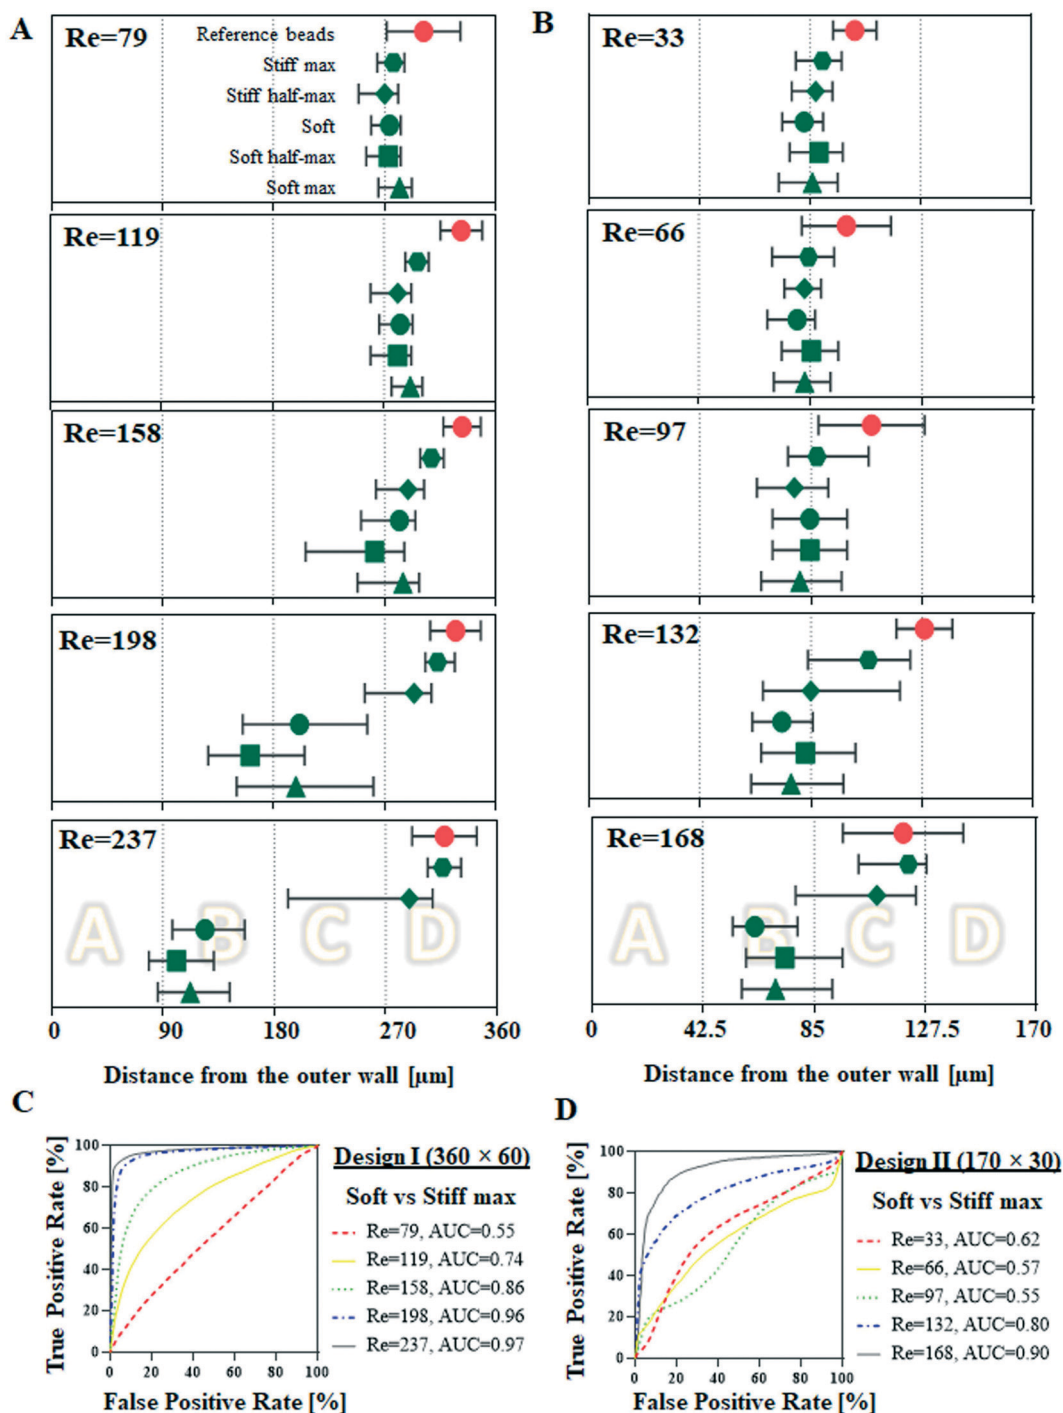 A
Re=79
Reference beads
Stiff max
Stiff half-max
Soft
Soft half-max
Soft max
Re=119
Re=158
Re=198
Re=237
A B C D
0 90 180 270 360
Distance from the outer wall [µm]
B
Re=33
Re=66
Re=97
Re=132
Re=168
A B C D
0 42.5 85 127.5 170
Distance from the outer wall [µm]
C
True Positive Rate [%]
100
80
60
40
20
0
0 20 40 60 80 100
False Positive Rate [%]
Design I (360 × 60)
Soft vs Stiff max
Re=79, AUC=0.55
Re=119, AUC=0.74
Re=158, AUC=0.86
Re=198, AUC=0.96
Re=237, AUC=0.97
D
True Positive Rate [%]
100
80
60
40
20
0
0 20 40 60 80 100
False Positive Rate [%]
Design II (170 × 30)
Soft vs Stiff max
Re=33, AUC=0.62
Re=66, AUC=0.57
Re=97, AUC=0.55
Re=132, AUC=0.80
Re=168, AUC=0.90